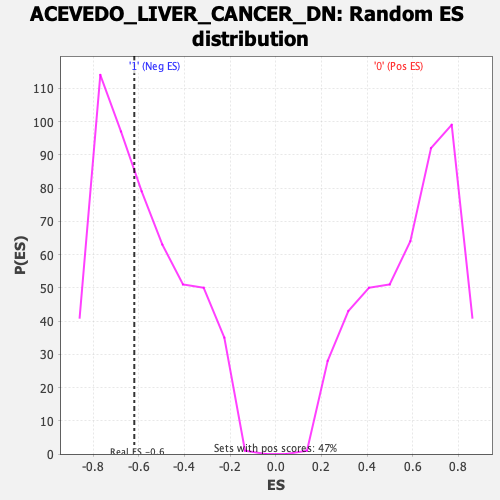 ACEVEDO_LIVER_CANCER_DN: Random ES
distribution
'1' (Neg ES)
'0' (Pos ES)
110
100
90
80
70
60
50
40
30
20
10
0
P(ES)
Real ES -0.6
Sets with pos scores: 47%
-0.8 -0.6 -0.4 -0.2 0.0 0.2 0.4 0.6 0.8
ES